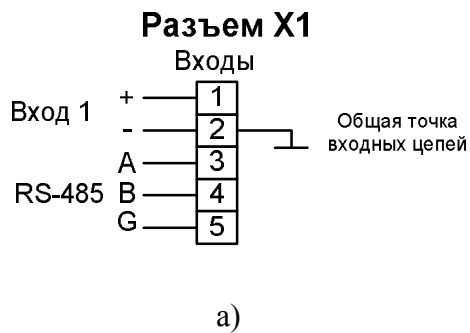 Разъем X1
Входы
Вход 1 + 1
- 2
Общая точка
входных цепей
A 3
RS-485 B 4
G 5
а)